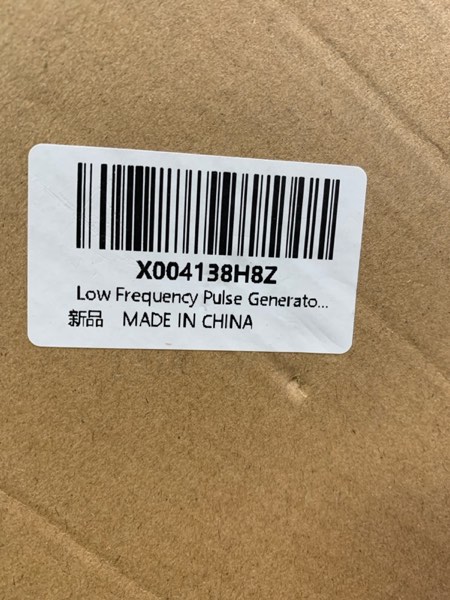 X004138H8Z
Low Frequency Pulse Generato...
新品 MADE IN CHINA